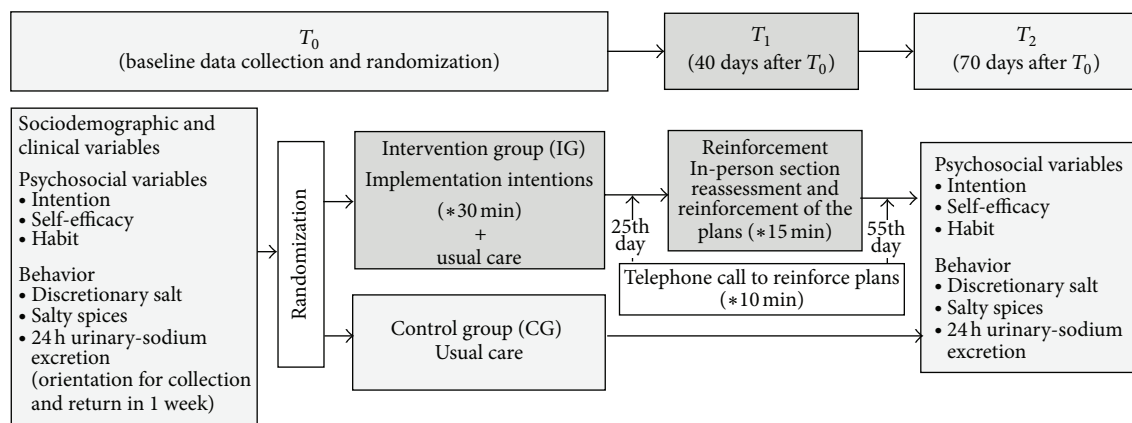 T₀
(baseline data collection and randomization)
T₁
(40 days after T₀)
T₂
(70 days after T₀)
Sociodemographic and
clinical variables
Psychosocial variables
• Intention
• Self-efficacy
• Habit
Behavior
• Discretionary salt
• Salty spices
• 24 h urinary-sodium
excretion
(orientation for collection
and return in 1 week)
Randomization
Intervention group (IG)
Implementation intentions
(∗30 min)
+
usual care
Control group (CG)
Usual care
25th
day
Reinforcement
In-person section
reassessment and
reinforcement of the
plans (∗15 min)
55th
day
Telephone call to reinforce plans
(∗10 min)
Psychosocial variables
• Intention
• Self-efficacy
• Habit
Behavior
• Discretionary salt
• Salty spices
• 24 h urinary-sodium
excretion